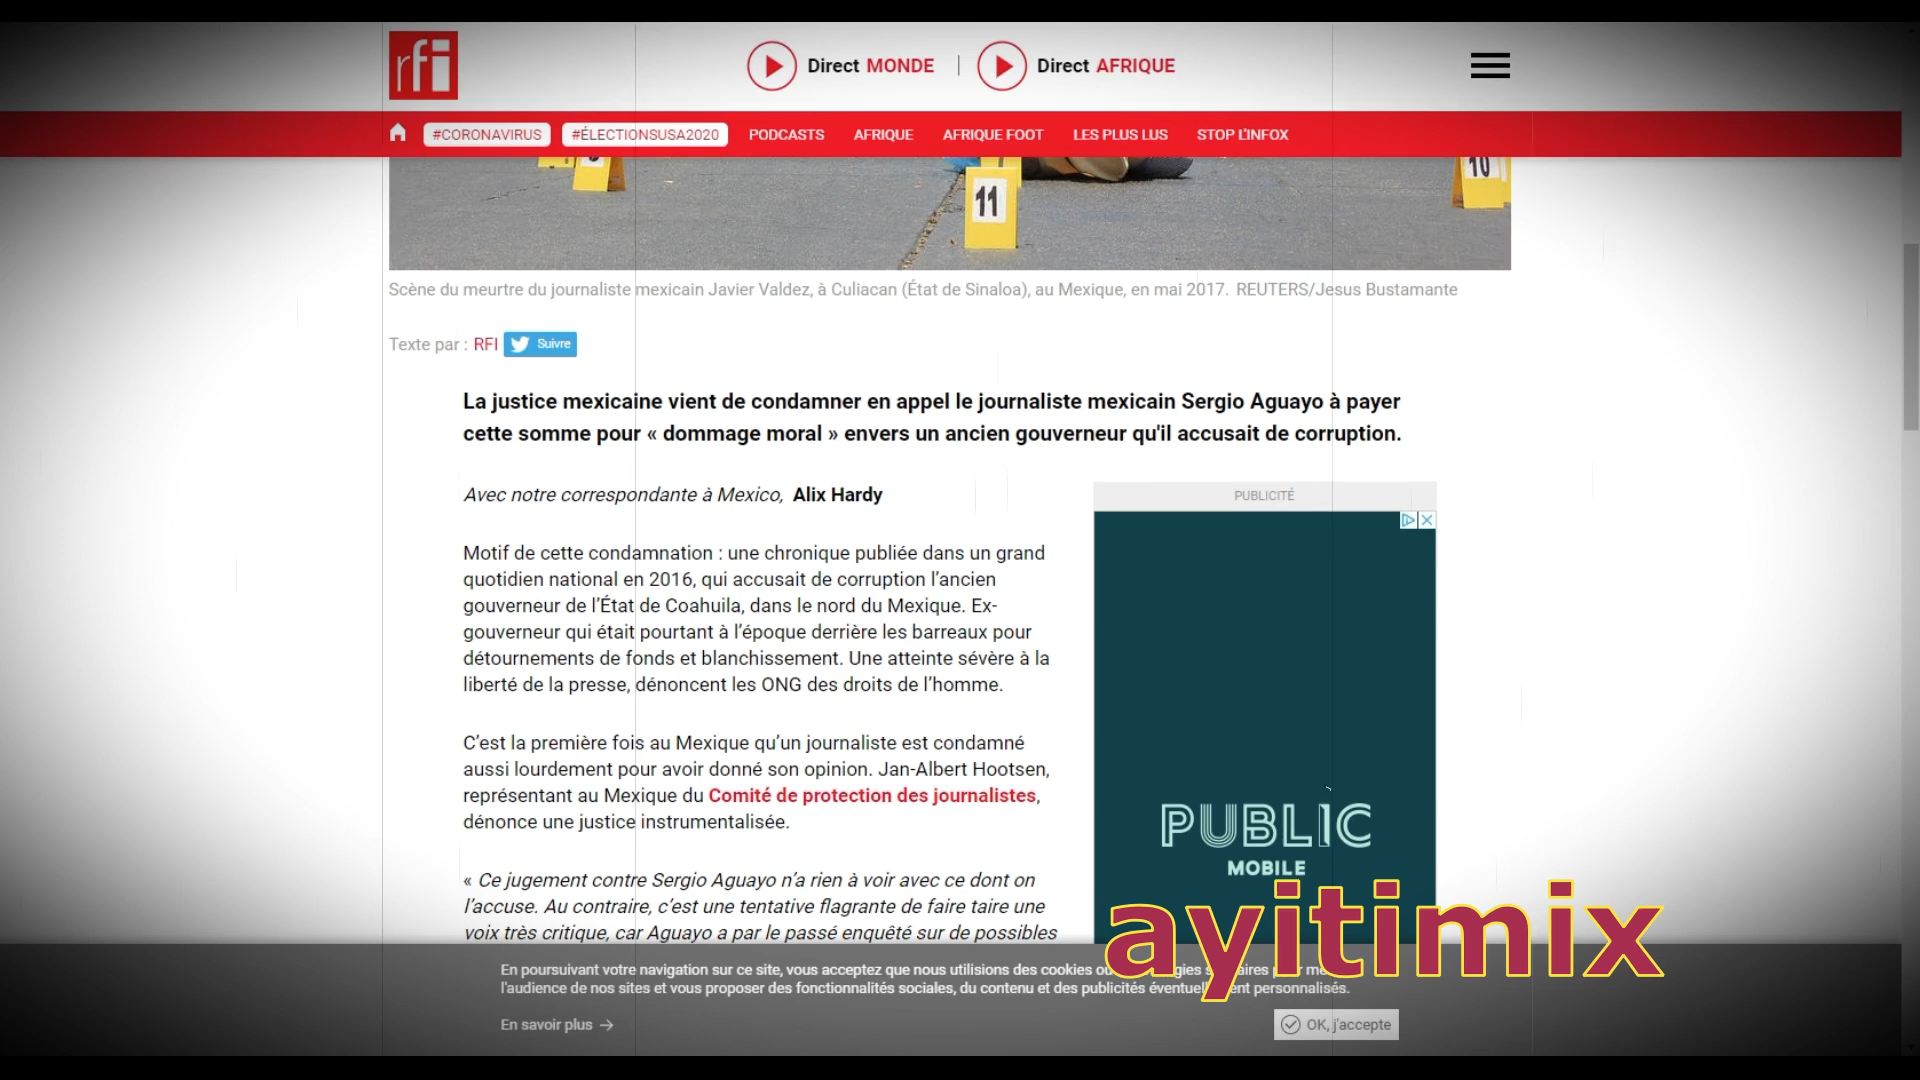 rfi
Direct MONDE | Direct AFRIQUE
#CORONAVIRUS #ÉLECTIONSUSA2020 PODCASTS AFRIQUE AFRIQUE FOOT LES PLUS LUS STOP L'INFOX
11
10
Scène du meurtre du journaliste mexicain Javier Valdez, à Culiacan (État de Sinaloa), au Mexique, en mai 2017. REUTERS/Jesus Bustamante
Texte par : RFI Suivre
La justice mexicaine vient de condamner en appel le journaliste mexicain Sergio Aguayo à payer
cette somme pour « dommage moral » envers un ancien gouverneur qu'il accusait de corruption.
Avec notre correspondante à Mexico, Alix Hardy
Motif de cette condamnation : une chronique publiée dans un grand
quotidien national en 2016, qui accusait de corruption l’ancien
gouverneur de l’État de Coahuila, dans le nord du Mexique. Ex-
gouverneur qui était pourtant à l’époque derrière les barreaux pour
détournements de fonds et blanchissement. Une atteinte sévère à la
liberté de la presse, dénoncent les ONG des droits de l’homme.
C’est la première fois au Mexique qu’un journaliste est condamné
aussi lourdement pour avoir donné son opinion. Jan-Albert Hootsen,
représentant au Mexique du Comité de protection des journalistes,
dénonce une justice instrumentalisée.
« Ce jugement contre Sergio Aguayo n’a rien à voir avec ce dont on
l’accuse. Au contraire, c’est une tentative flagrante de faire taire une
voix très critique, car Aguayo a par le passé enquêté sur de possibles
PUBLICITÉ
PUBLIC
MOBILE
ayitimix
En poursuivant votre navigation sur ce site, vous acceptez que nous utilisions des cookies
l'audience de nos sites et vous proposer des fonctionnalités sociales, du contenu et des publicités personnalisés.
En savoir plus →
OK, j'accepte